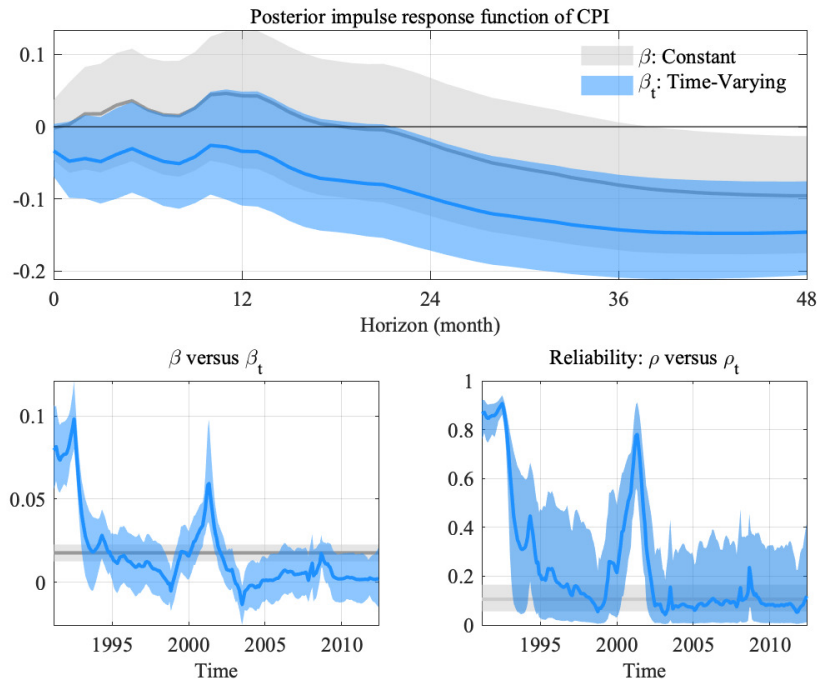 Posterior impulse response function of CPI
0.1
0
-0.1
-0.2
β: Constant
βt: Time-Varying
0 12 24 36 48
Horizon (month)
β versus βt
0.1
0.05
0
1995 2000 2005 2010
Time
Reliability: ρ versus ρt
1
0.8
0.6
0.4
0.2
0
1995 2000 2005 2010
Time